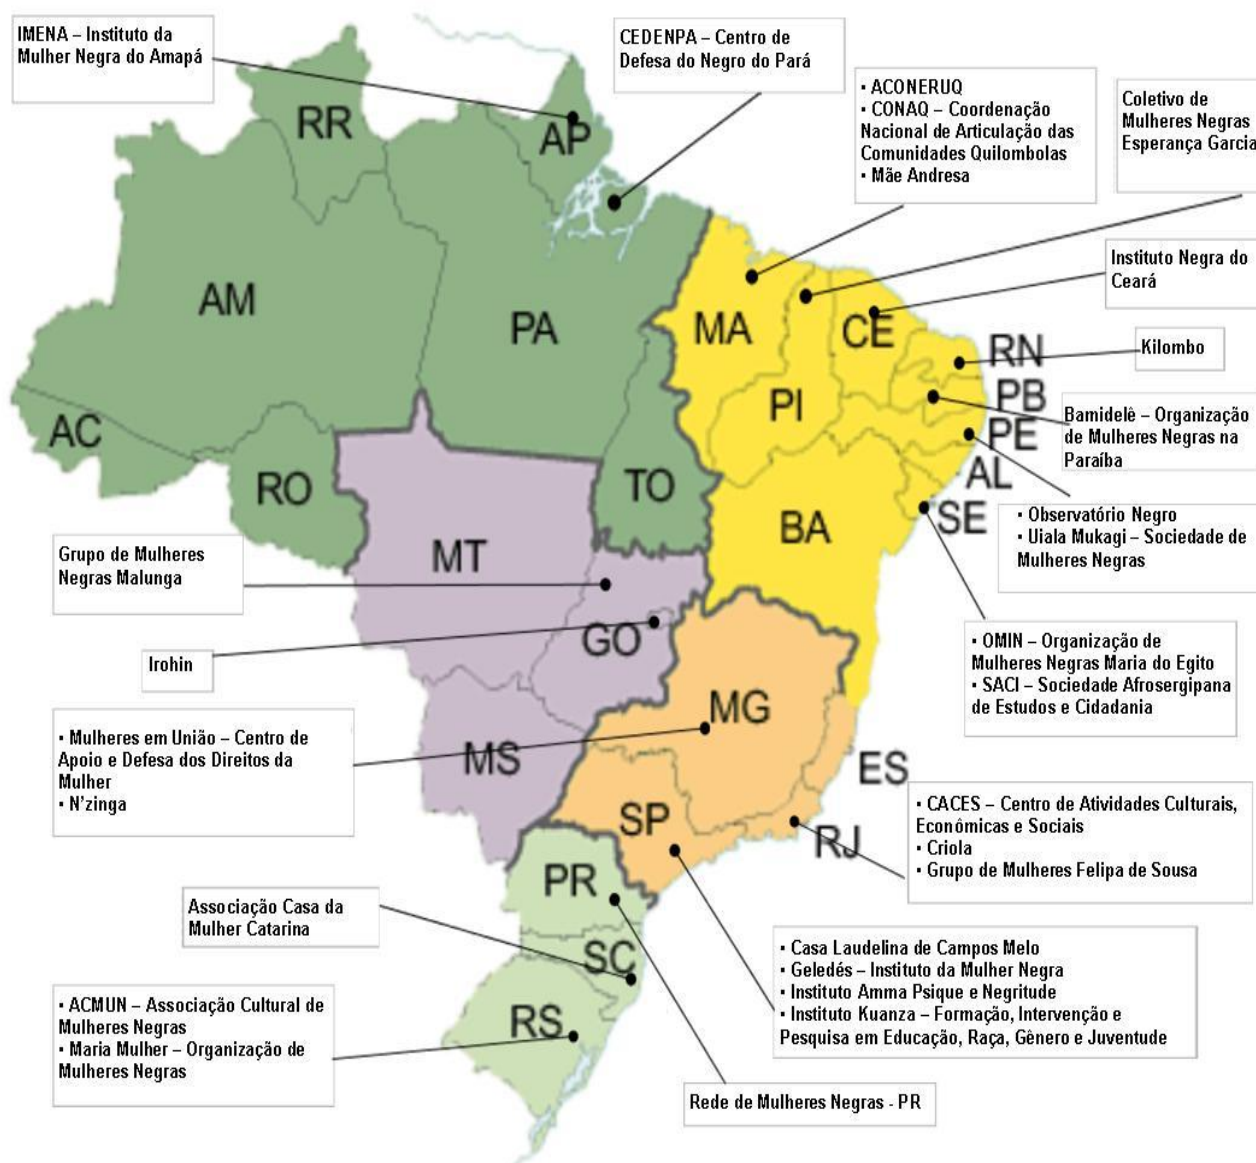 IMENA – Instituto da
Mulher Negra do Amapá
CEDENPA – Centro de
Defesa do Negro do Pará
▪ ACONERUQ
▪ CONAQ – Coordenação
Nacional de Articulação das
Comunidades Quilombolas
▪ Mãe Andresa
Coletivo de
Mulheres Negras
Esperança Garcia
Instituto Negra do
Ceará
Kilombo
Bamidelê – Organização
de Mulheres Negras na
Paraíba
▪ Observatório Negro
▪ Uiala Mukagi – Sociedade de
Mulheres Negras
▪ OMIN – Organização de
Mulheres Negras Maria do Egito
▪ SACI – Sociedade Afrosergipana
de Estudos e Cidadania
RR
AP
AM
PA
MA
CE
RN
PI
PB
AC
PE
RO
TO
AL
BA
SE
MT
GO
MG
MS
ES
SP
RJ
PR
SC
RS
Grupo de Mulheres
Negras Malunga
Irohin
▪ Mulheres em União – Centro de
Apoio e Defesa dos Direitos da
Mulher
▪ N'zinga
▪ CACES – Centro de Atividades Culturais,
Econômicas e Sociais
▪ Criola
▪ Grupo de Mulheres Felipa de Sousa
Associação Casa da
Mulher Catarina
▪ Casa Laudelina de Campos Melo
▪ Geledés – Instituto da Mulher Negra
▪ Instituto Amma Psique e Negritude
▪ Instituto Kuanza – Formação, Intervenção e
Pesquisa em Educação, Raça, Gênero e Juventude
▪ ACMUN – Associação Cultural de
Mulheres Negras
▪ Maria Mulher – Organização de
Mulheres Negras
Rede de Mulheres Negras - PR